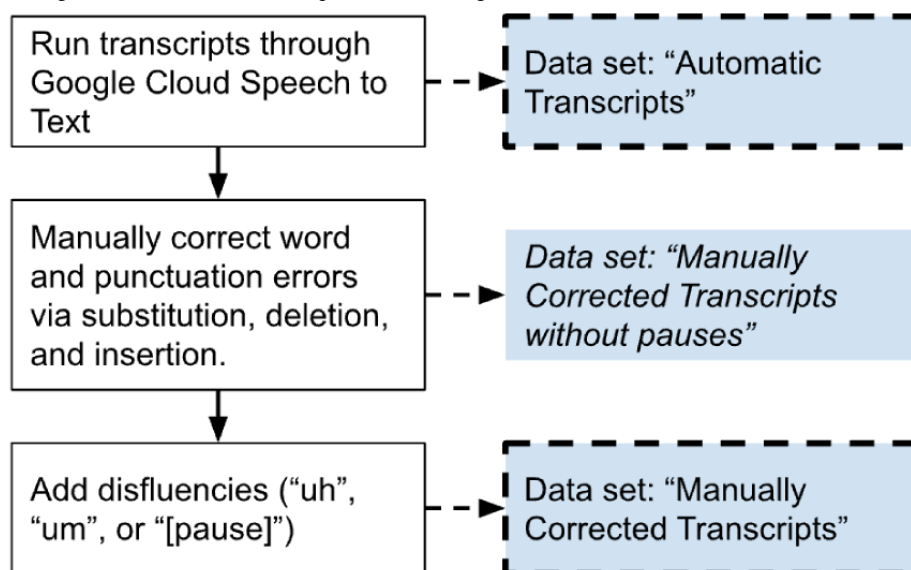 Run transcripts through
Google Cloud Speech to
Text
Data set: “Automatic
Transcripts”
Manually correct word
and punctuation errors
via substitution, deletion,
and insertion.
Data set: “Manually
Corrected Transcripts
without pauses”
Add disfluencies (“uh”,
“um”, or “[pause]”)
Data set: “Manually
Corrected Transcripts”